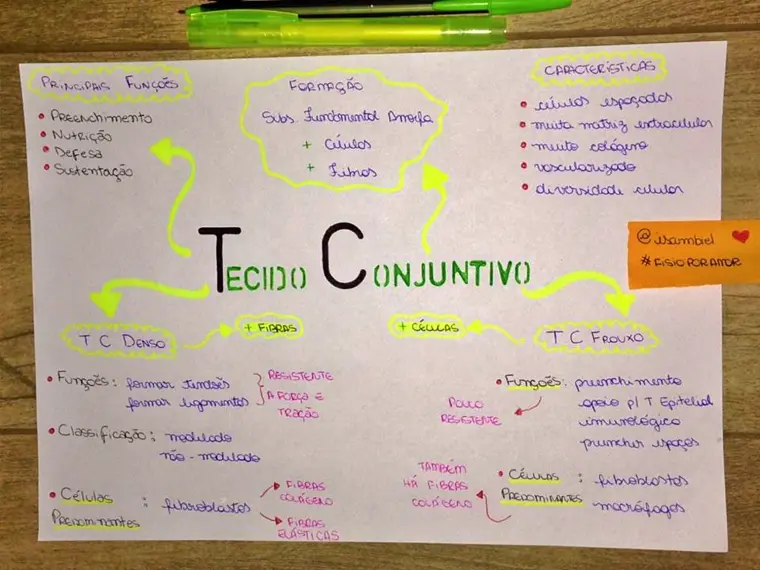 PRINCIPAIS FUNÇÕES
• PREENCHIMENTO
• NUTRIÇÃO
• DEFESA
• SUSTENTAÇÃO
FORMAÇÃO
Subs. Fundamental Amorfa
+ Células
+ Fibras
CARACTERÍSTICAS
• células espaçadas
• muita matriz extracelular
• muito colágeno
• vascularizado
• diversidade celular
@isambiel
#FISIOPORAMOR
TECIDO CONJUNTIVO
T C DENSO
+ FIBRAS
• FUNÇÕES: formar tendões
formar ligamentos
RESISTENTE
A FORÇA E
TRAÇÃO
• CLASSIFICAÇÃO: modelado
não-modelado
• CÉLULAS
PREDOMINANTES
: fibroblastos
FIBRAS
COLÁGENO
FIBRAS
ELÁSTICAS
+ CÉLULAS
T C FROUXO
• FUNÇÕES: preenchimento
apoio p/ T Epitelial
imunológico
preencher espaços
POUCO
RESISTENTE
• CÉLULAS
PREDOMINANTES
: fibroblastos
macrófagos
TAMBÉM
HÁ FIBRAS
COLÁGENO